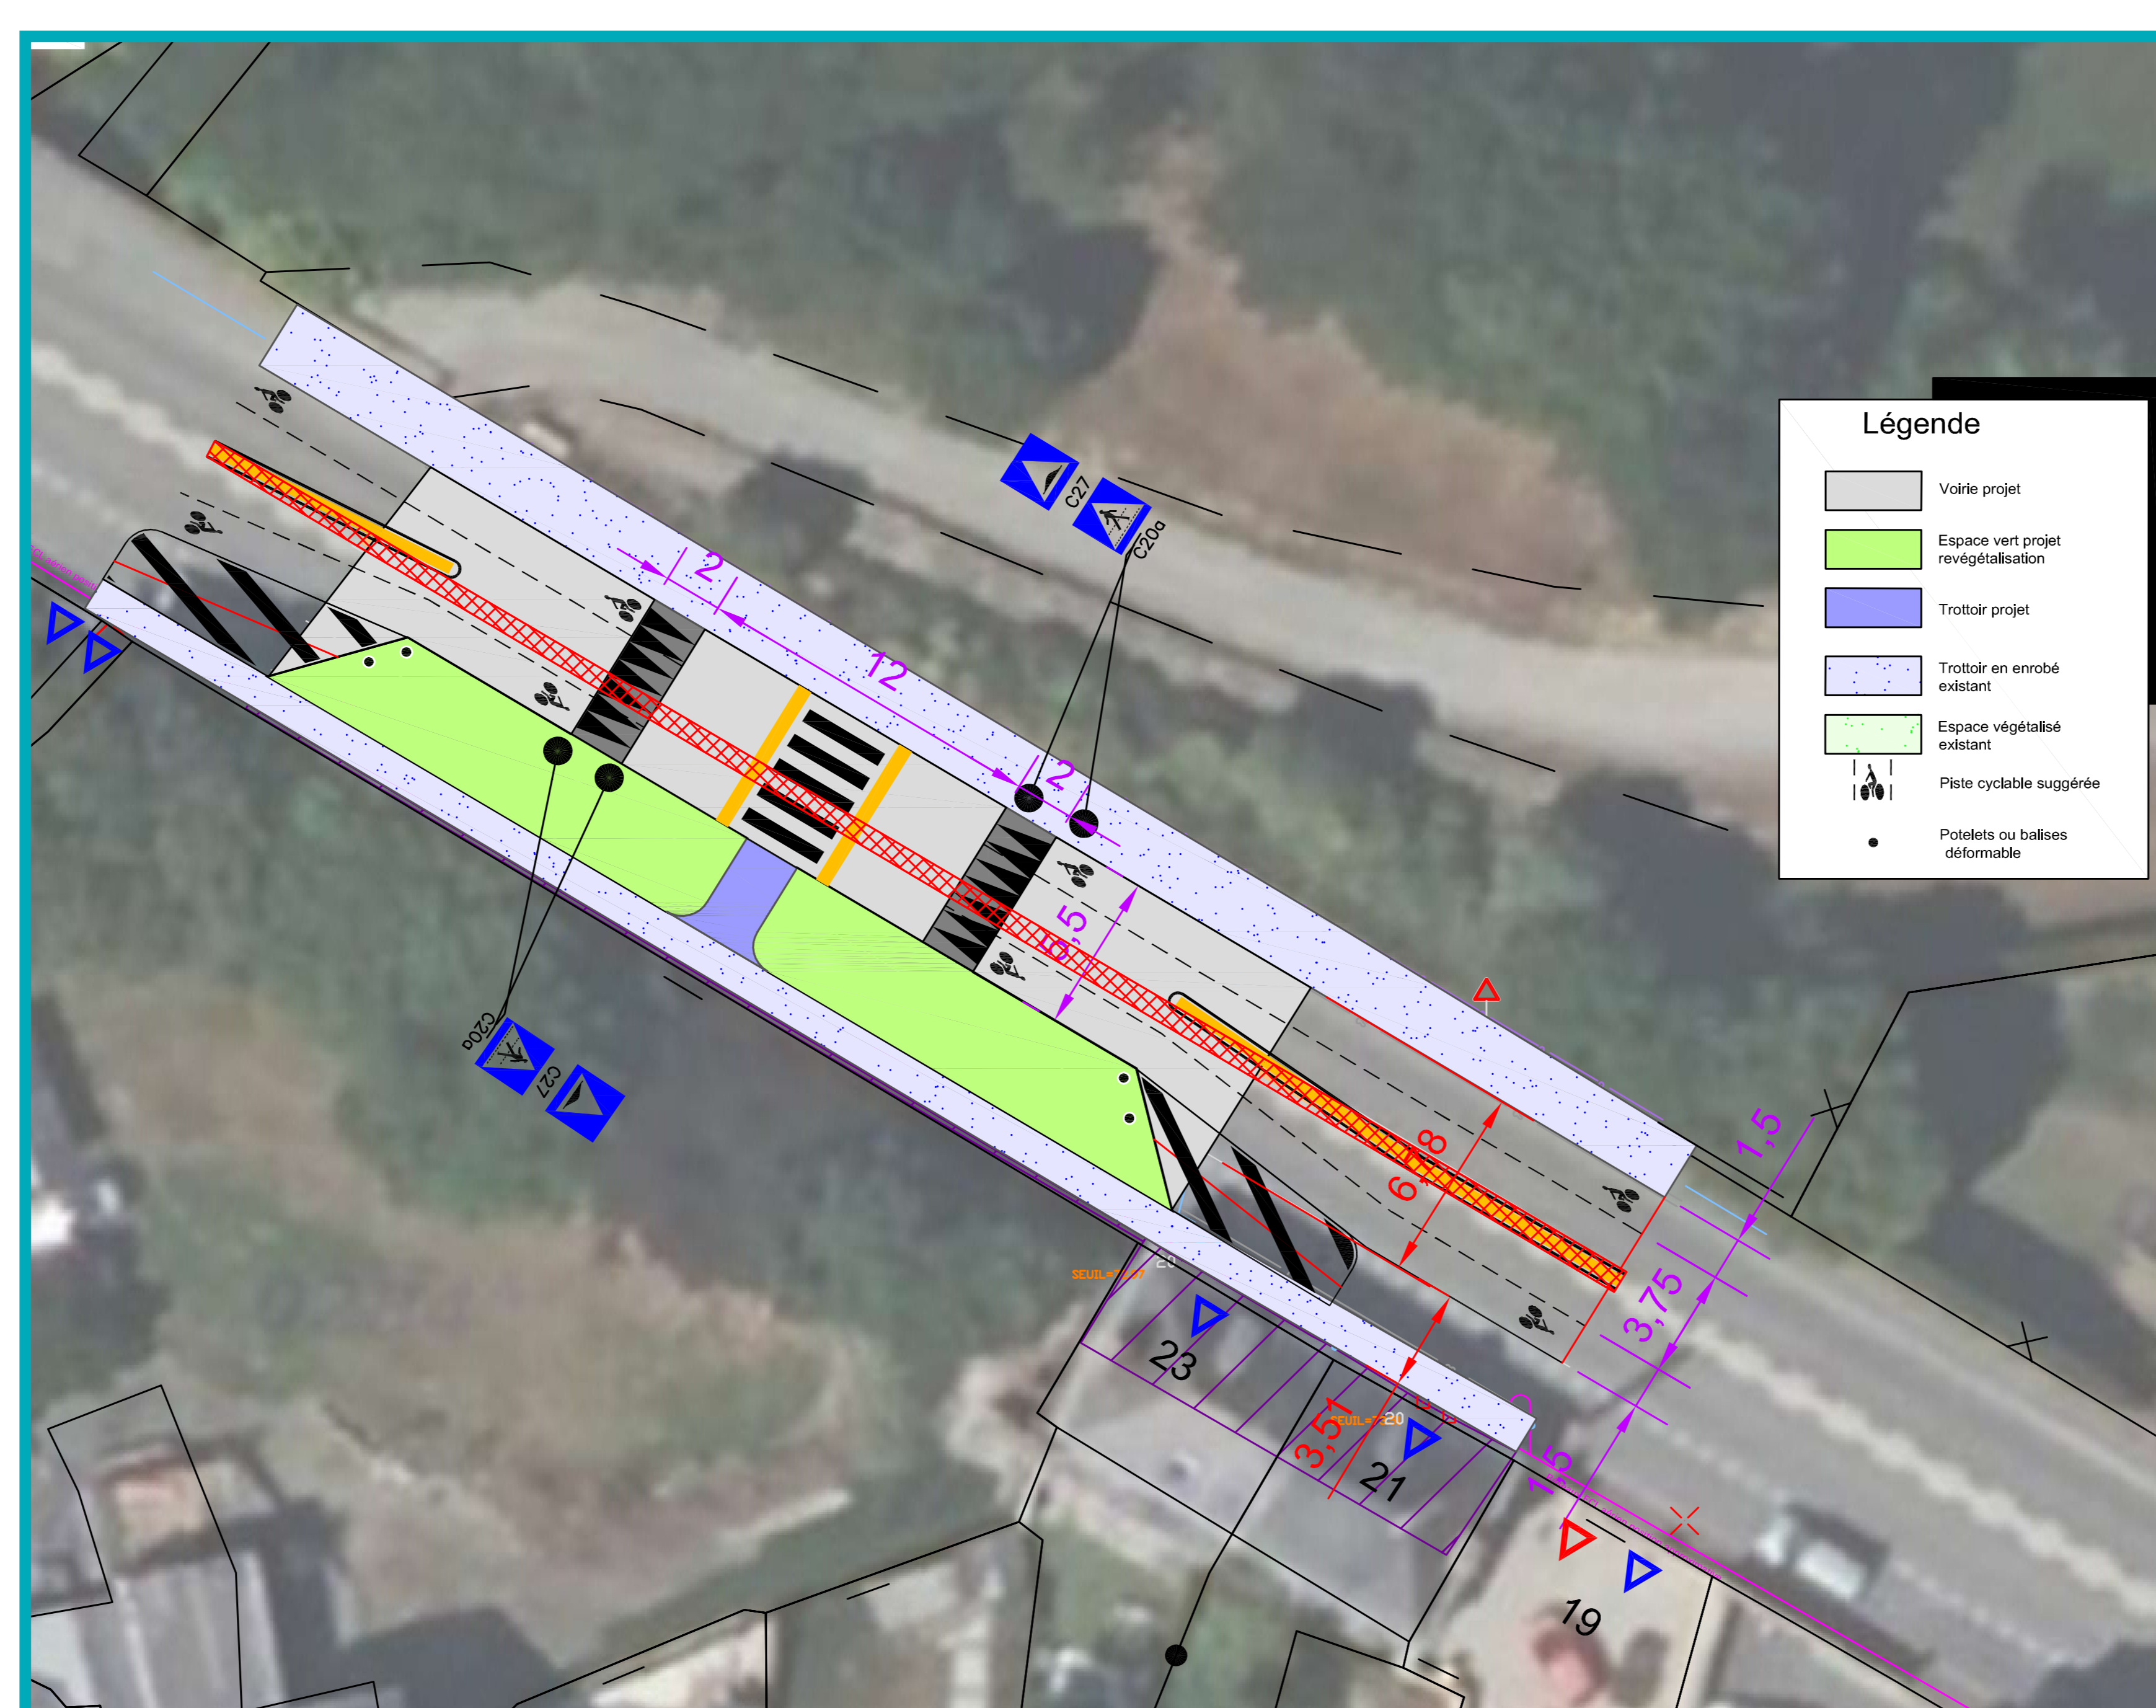 Légende
Voirie projet
Espace vert projet
revégétalisation
Trottoir projet
Trottoir en enrobé
existant
Espace végétalisé
existant
Piste cyclable suggérée
Potelets ou balises
déformable
C27
C20a
2
12
2
5,5
C20a
C27
1,5
3,75
1,5
3,51
20
20
23
21
19